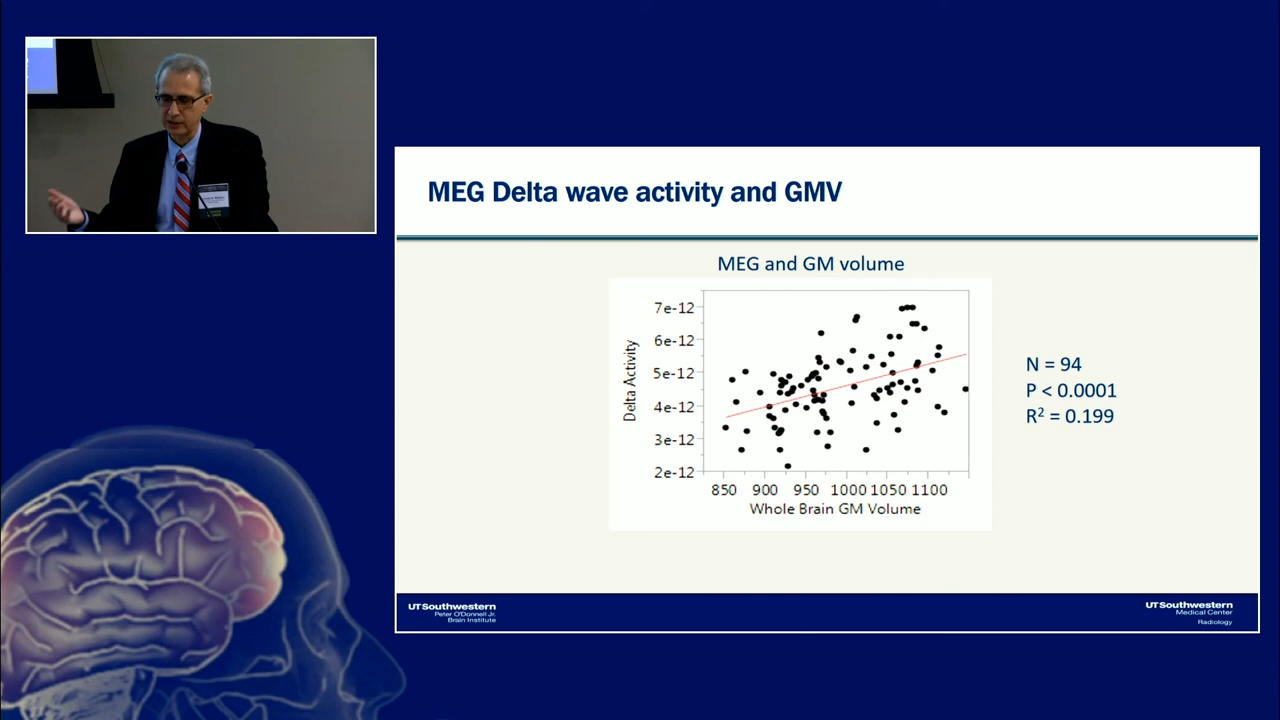 MEG Delta wave activity and GMV
MEG and GM volume
7e-12
6e-12
5e-12
4e-12
3e-12
2e-12
Delta Activity
850 900 950 1000 1050 1100
Whole Brain GM Volume
N = 94
P < 0.0001
R² = 0.199
UTSouthwestern
Peter O'Donnell Jr.
Brain Institute
UTSouthwestern
Medical Center
Radiology